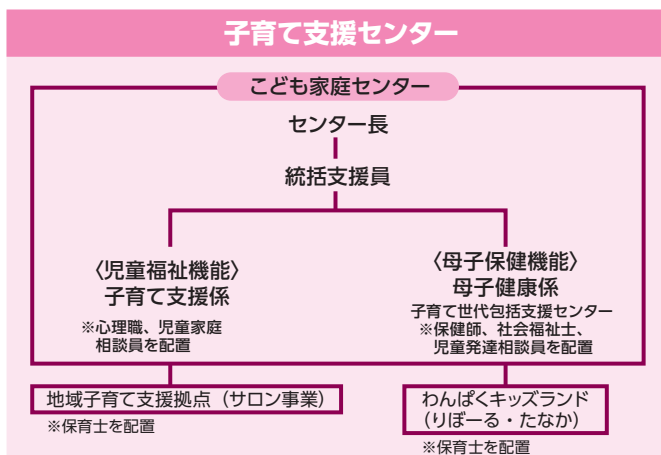 子育て支援センター
こども家庭センター
センター長
統括支援員
〈児童福祉機能〉
子育て支援係
※心理職、児童家庭
相談員を配置
〈母子保健機能〉
母子健康係
子育て世代包括支援センター
※保健師、社会福祉士、
児童発達相談員を配置
地域子育て支援拠点（サロン事業）
※保育士を配置
わんぱくキッズランド
（りぼーる・たなか）
※保育士を配置